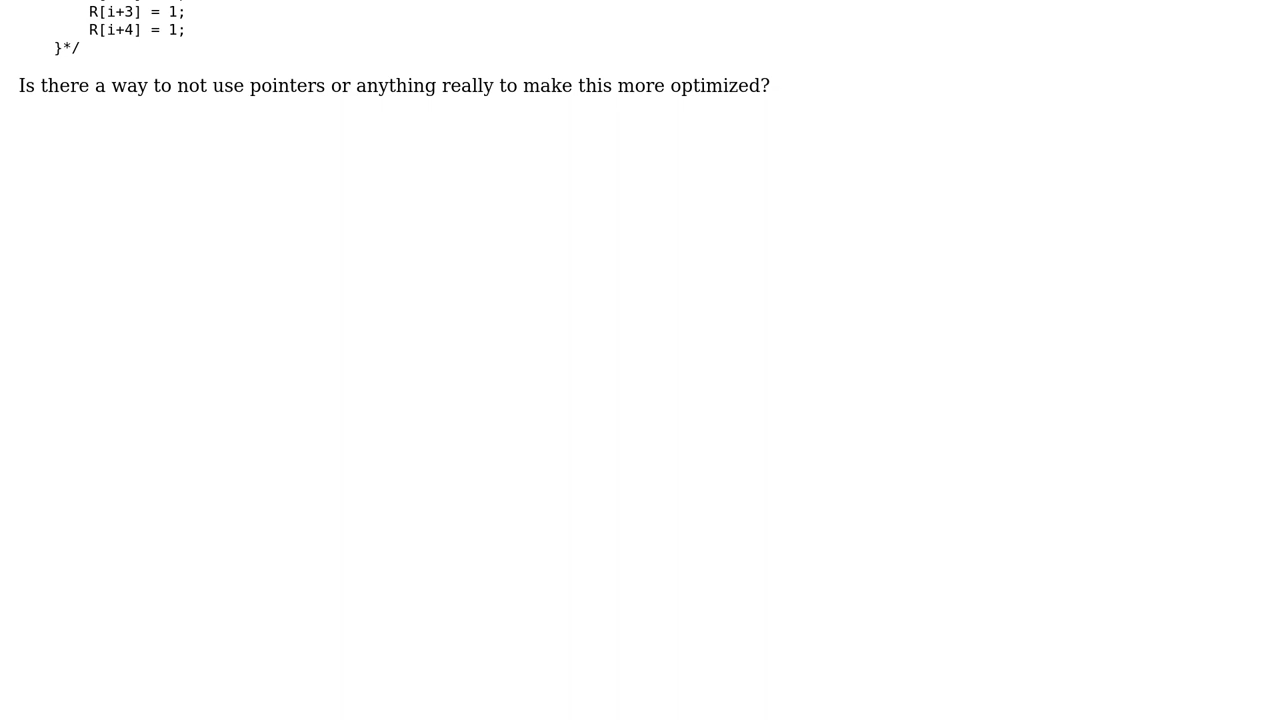 R[i+3] = 1;
R[i+4] = 1;
}*/
Is there a way to not use pointers or anything really to make this more optimized?